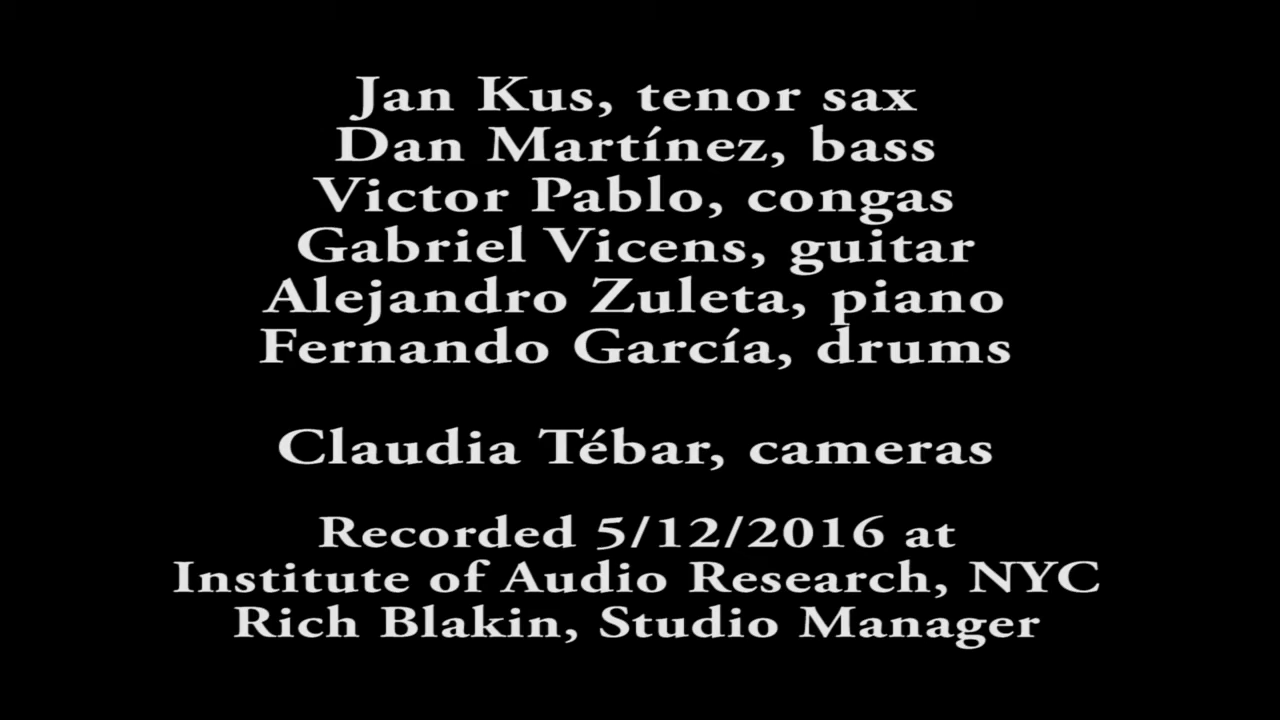 Jan Kus, tenor sax
Dan Martínez, bass
Victor Pablo, congas
Gabriel Vicens, guitar
Alejandro Zuleta, piano
Fernando García, drums
Claudia Tébar, cameras
Recorded 5/12/2016 at
Institute of Audio Research, NYC
Rich Blakin, Studio Manager